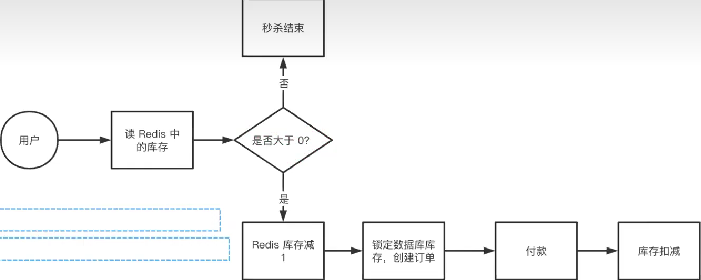 秒杀结束
否
用户
读 Redis 中
的库存
是否大于 0?
是
Redis 库存减
1
锁定数据库库
存，创建订单
付款
库存扣减